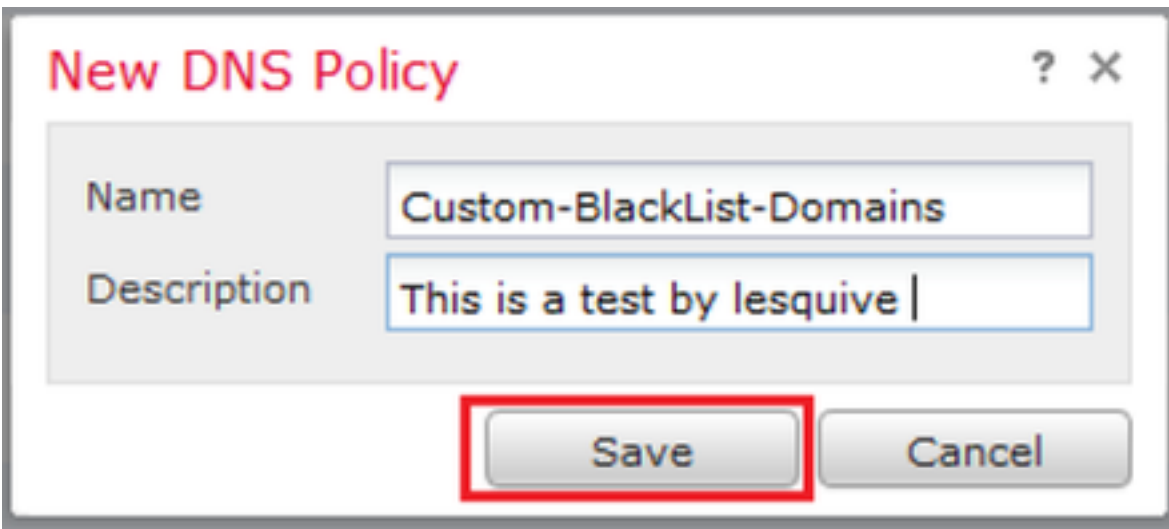 New DNS Policy ? ×
Name Custom-BlackList-Domains
Description This is a test by lesquive
Save Cancel